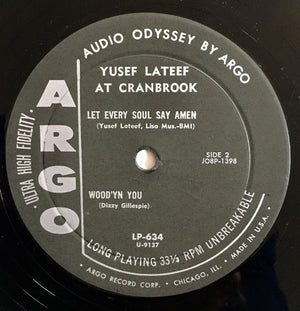 AUDIO ODYSSEY BY ARGO
YUSEF LATEEF
AT CRANBROOK
LET EVERY SOUL SAY AMEN
(Yusef Lateef, Lisa Mus.-BMI)
SIDE 2
JO8P-1398
ARGO
ULTRA HIGH FIDELITY
WOOD'YN YOU
(Dizzy Gillespie)
LP-634
U-9137
LONG PLAYING 33⅓ RPM UNBREAKABLE
ARGO RECORD CORP. • CHICAGO, ILL. • MADE IN U.S.A.